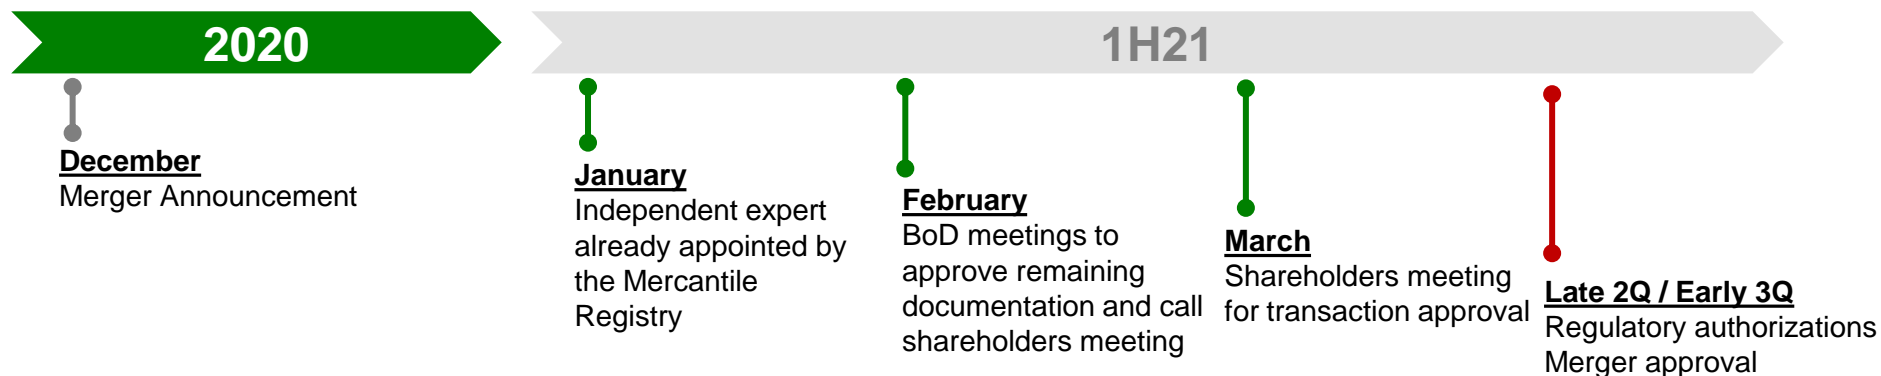 2020
1H21
December
Merger Announcement
January
Independent expert
already appointed by
the Mercantile
Registry
February
BoD meetings to
approve remaining
documentation and call
shareholders meeting
March
Shareholders meeting
for transaction approval
Late 2Q / Early 3Q
Regulatory authorizations
Merger approval